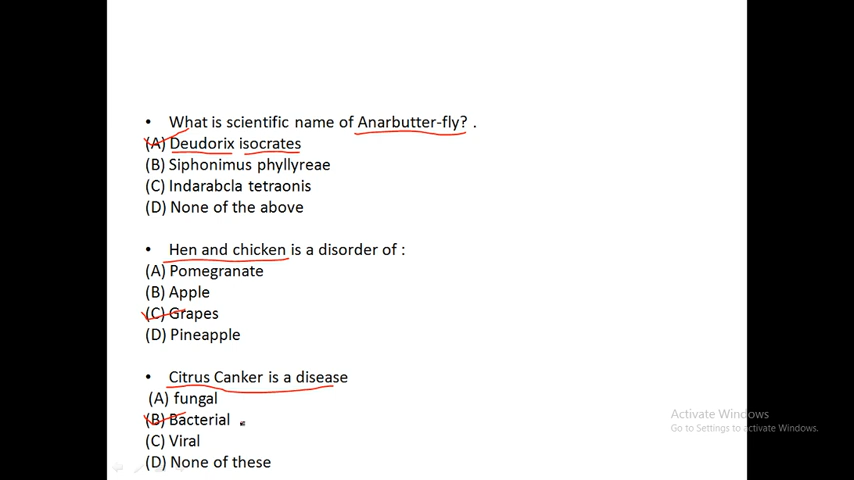 • What is scientific name of Anarbutter-fly? .
(A) Deudorix isocrates
(B) Siphonimus phyllyreae
(C) Indarabcla tetraonis
(D) None of the above
• Hen and chicken is a disorder of :
(A) Pomegranate
(B) Apple
(C) Grapes
(D) Pineapple
• Citrus Canker is a disease
(A) fungal
(B) Bacterial
(C) Viral
(D) None of these
Activate Windows
Go to Settings to activate Windows.